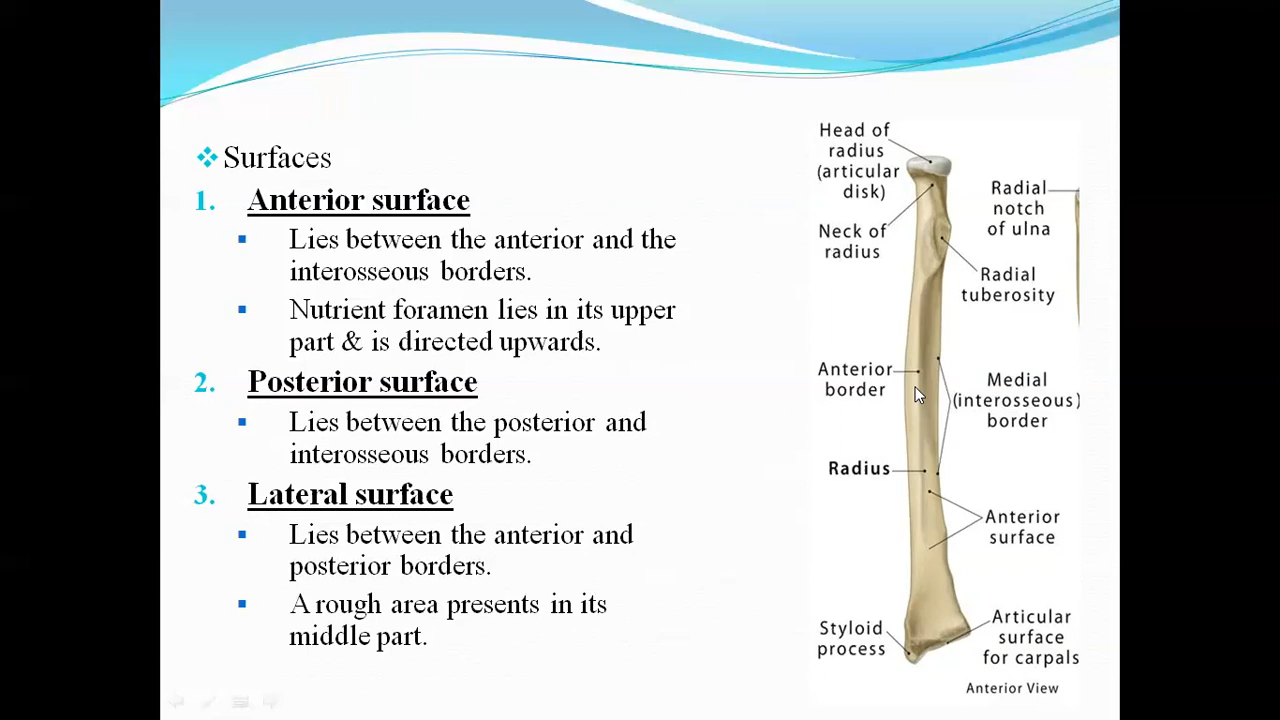 ❖ Surfaces
1. Anterior surface
▪ Lies between the anterior and the
interosseous borders.
▪ Nutrient foramen lies in its upper
part & is directed upwards.
2. Posterior surface
▪ Lies between the posterior and
interosseous borders.
3. Lateral surface
▪ Lies between the anterior and
posterior borders.
▪ A rough area presents in its
middle part.
Head of
radius
(articular
disk)
Radial
notch
of ulna
Neck of
radius
Radial
tuberosity
Anterior
border
Medial
(interosseous)
border
Radius
Anterior
surface
Styloid
process
Articular
surface
for carpals
Anterior View